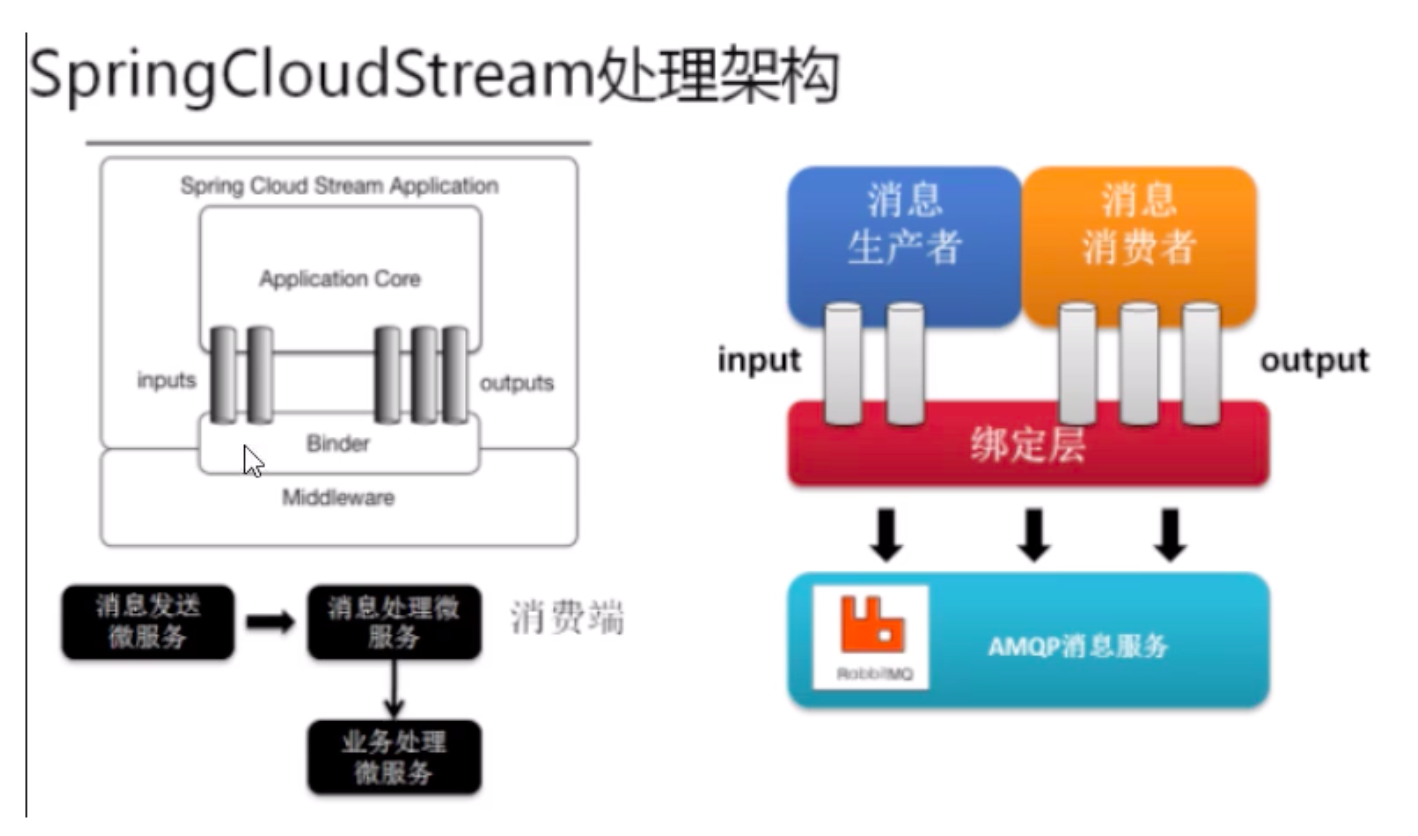 SpringCloudStream处理架构
Spring Cloud Stream Application
Application Core
inputs
outputs
Binder
Middleware
消息发送
微服务
消息处理微
服务
消费端
业务处理
微服务
消息
生产者
消息
消费者
input
output
绑定层
RabbitMQ
AMQP消息服务